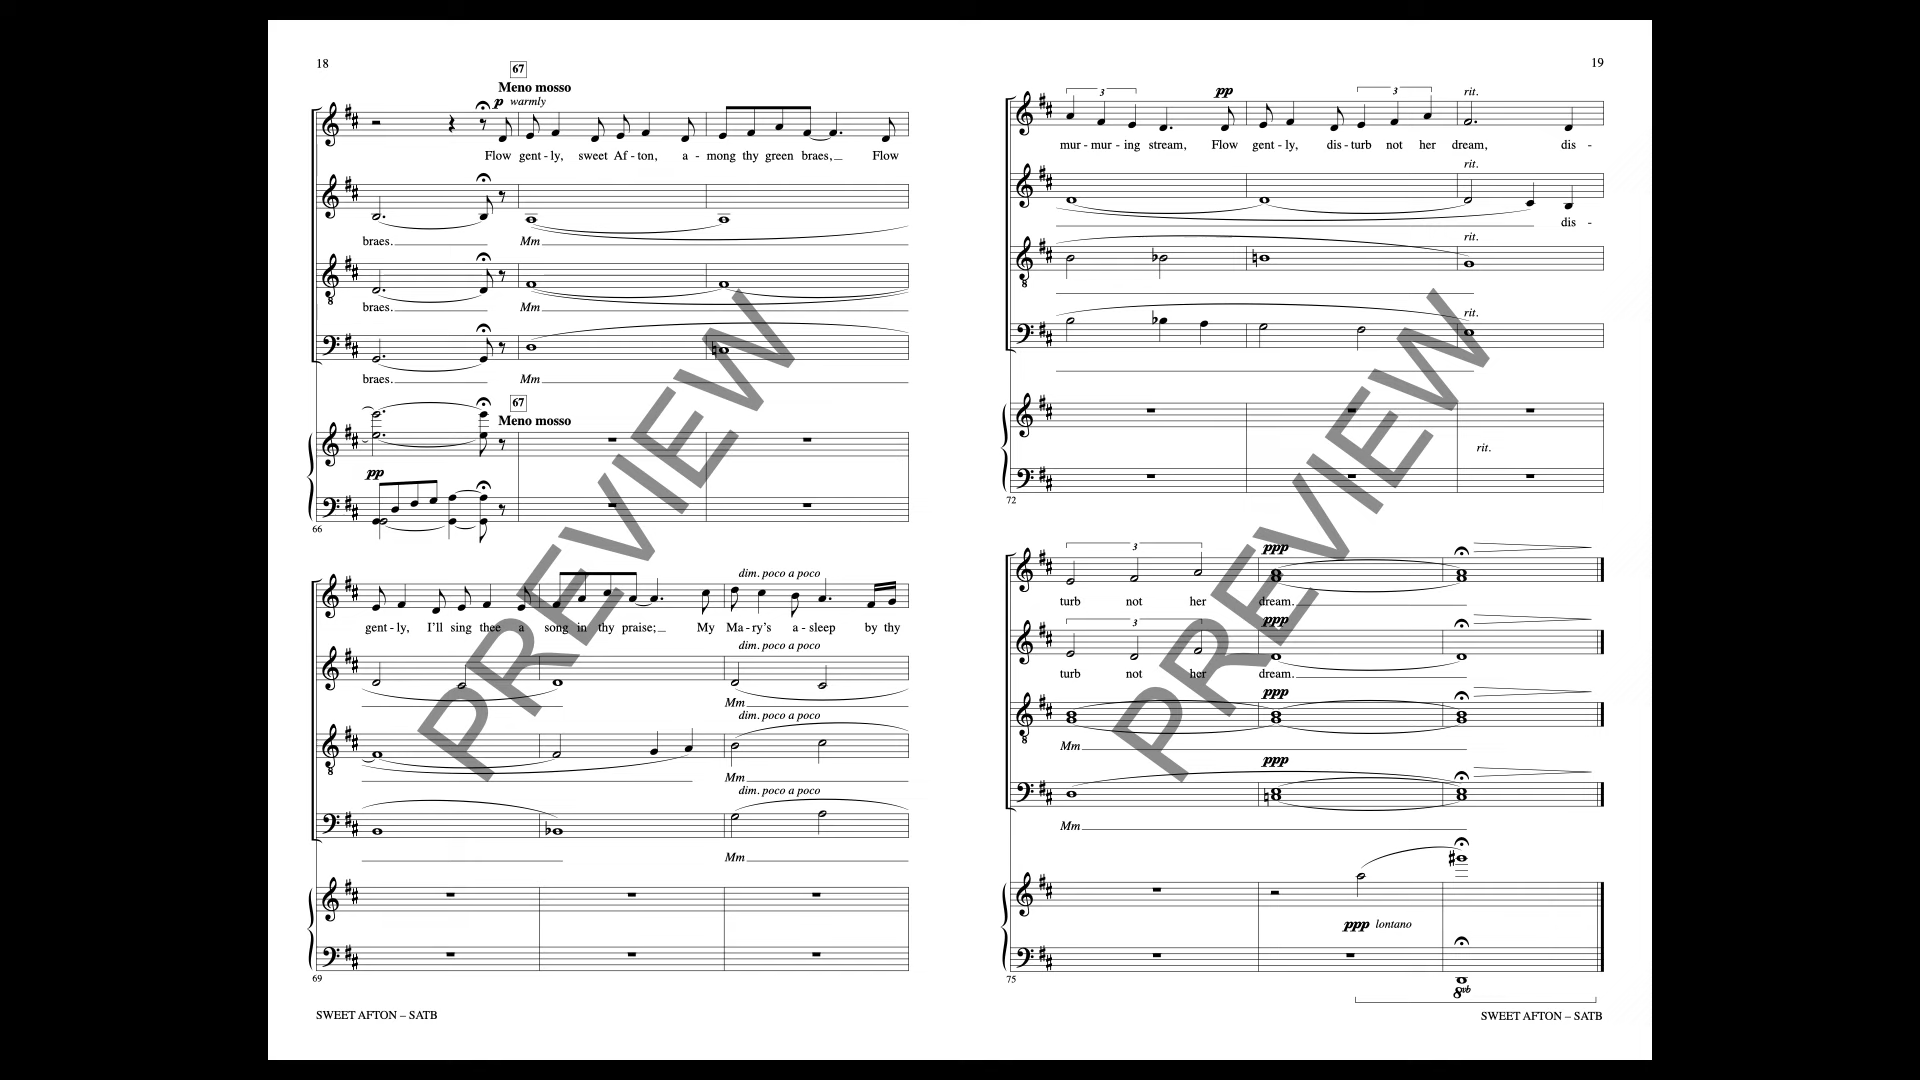 18
67
Meno mosso
p warmly
Flow gent - ly, sweet Af - ton, a - mong thy green braes, Flow
braes. Mm
braes. Mm
braes. Mm
67
Meno mosso
pp
66
dim. poco a poco
gent - ly, I'll sing thee a song in thy praise; My Ma - ry's a - sleep by thy
dim. poco a poco
Mm
dim. poco a poco
Mm
dim. poco a poco
Mm
69
SWEET AFTON – SATB
PREVIEW
19
3 pp 3 rit.
mur - mur - ing stream, Flow gent - ly, dis - turb not her dream, dis -
rit.
dis -
rit.
8
rit.
rit.
72
3 ppp
turb not her dream.
3 ppp
turb not her dream.
ppp
8
Mm
ppp
Mm
ppp lontano
75
8vb
SWEET AFTON – SATB
PREVIEW